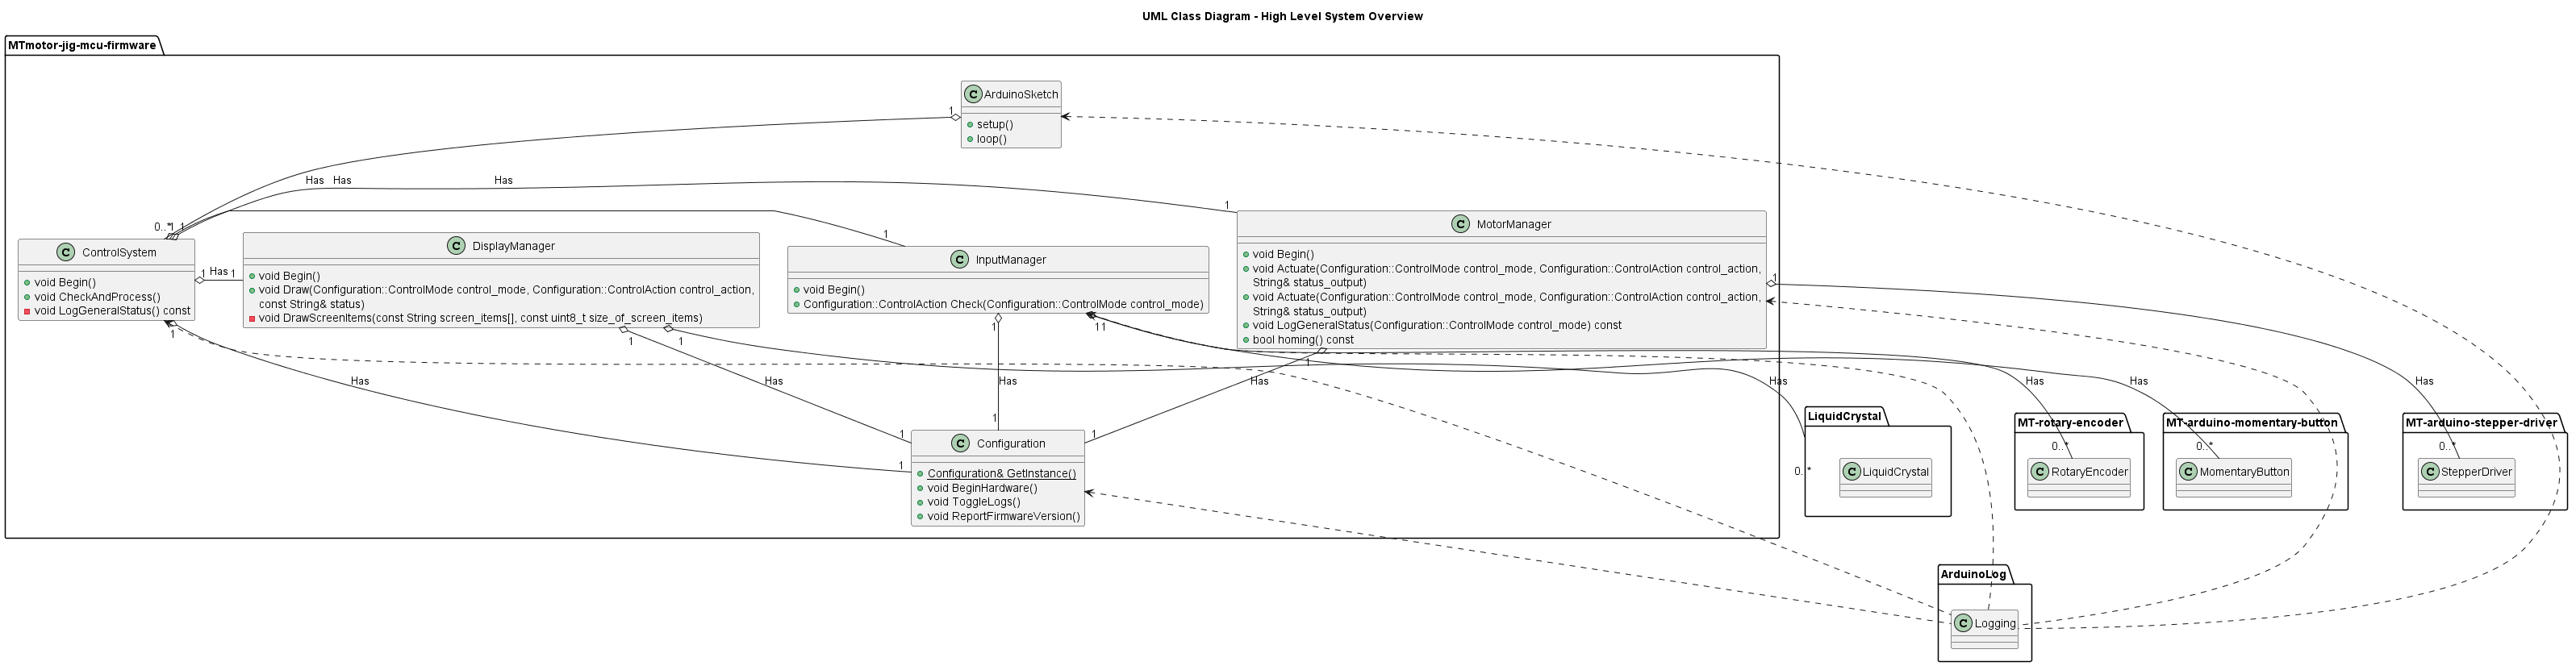 UML Class Diagram - High Level System Overview
MTmotor-jig-mcu-firmware
C ArduinoSketch
setup()
loop()
1
Has
Has
Has
0..*
1
1
1
1
C ControlSystem
void Begin()
void CheckAndProcess()
void LogGeneralStatus() const
1
Has
1
1
C DisplayManager
void Begin()
void Draw(Configuration::ControlMode control_mode, Configuration::ControlAction control_action,
const String& status)
void DrawScreenItems(const String screen_items[], const uint8_t size_of_screen_items)
1
1
C InputManager
void Begin()
Configuration::ControlAction Check(Configuration::ControlMode control_mode)
1
1
1
C MotorManager
void Begin()
void Actuate(Configuration::ControlMode control_mode, Configuration::ControlAction control_action,
String& status_output)
void Actuate(Configuration::ControlMode control_mode, Configuration::ControlAction control_action,
String& status_output)
void LogGeneralStatus(Configuration::ControlMode control_mode) const
bool homing() const
1
1
Has
Has
Has
Has
Has
Has
Has
Has
1
1
1
1
C Configuration
Configuration& GetInstance()
void BeginHardware()
void ToggleLogs()
void ReportFirmwareVersion()
LiquidCrystal
0..*
C LiquidCrystal
MT-rotary-encoder
0..*
C RotaryEncoder
MT-arduino-momentary-button
0..*
C MomentaryButton
MT-arduino-stepper-driver
0..*
C StepperDriver
ArduinoLog
C Logging